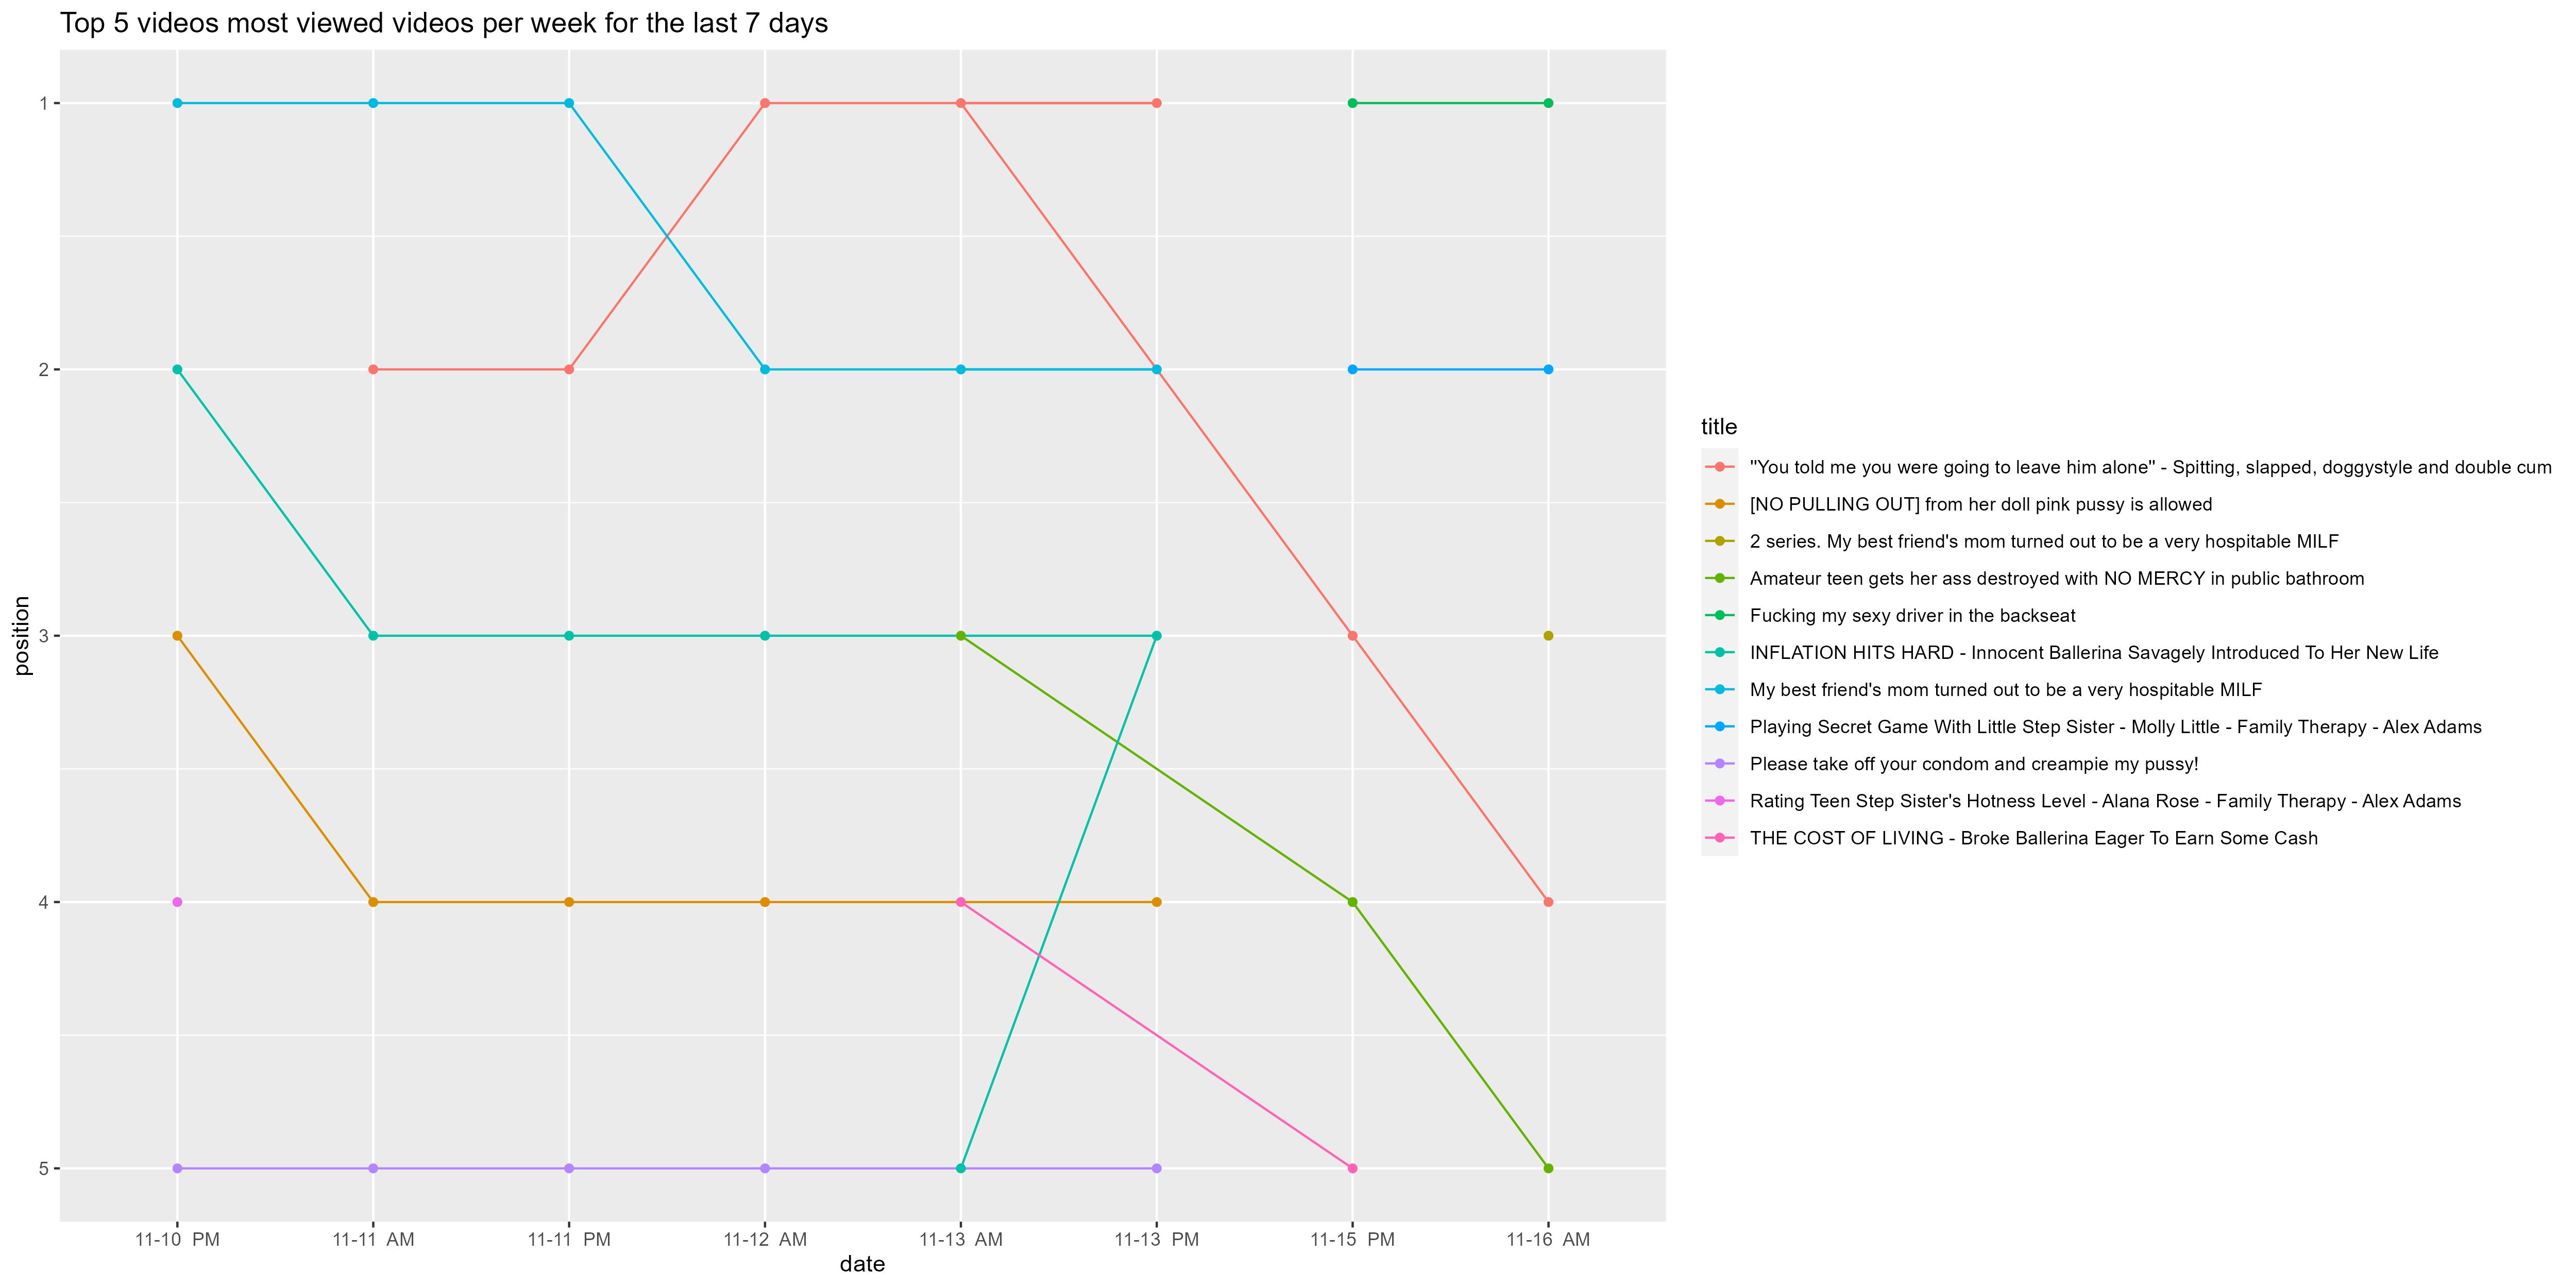 Top 5 videos most viewed videos per week for the last 7 days
1
2
3
4
5
position
11-10 PM
11-11 AM
11-11 PM
11-12 AM
11-13 AM
11-13 PM
11-15 PM
11-16 AM
date
title
"You told me you were going to leave him alone" - Spitting, slapped, doggystyle and double cum
[NO PULLING OUT] from her doll pink pussy is allowed
2 series. My best friend's mom turned out to be a very hospitable MILF
Amateur teen gets her ass destroyed with NO MERCY in public bathroom
Fucking my sexy driver in the backseat
INFLATION HITS HARD - Innocent Ballerina Savagely Introduced To Her New Life
My best friend's mom turned out to be a very hospitable MILF
Playing Secret Game With Little Step Sister - Molly Little - Family Therapy - Alex Adams
Please take off your condom and creampie my pussy!
Rating Teen Step Sister's Hotness Level - Alana Rose - Family Therapy - Alex Adams
THE COST OF LIVING - Broke Ballerina Eager To Earn Some Cash